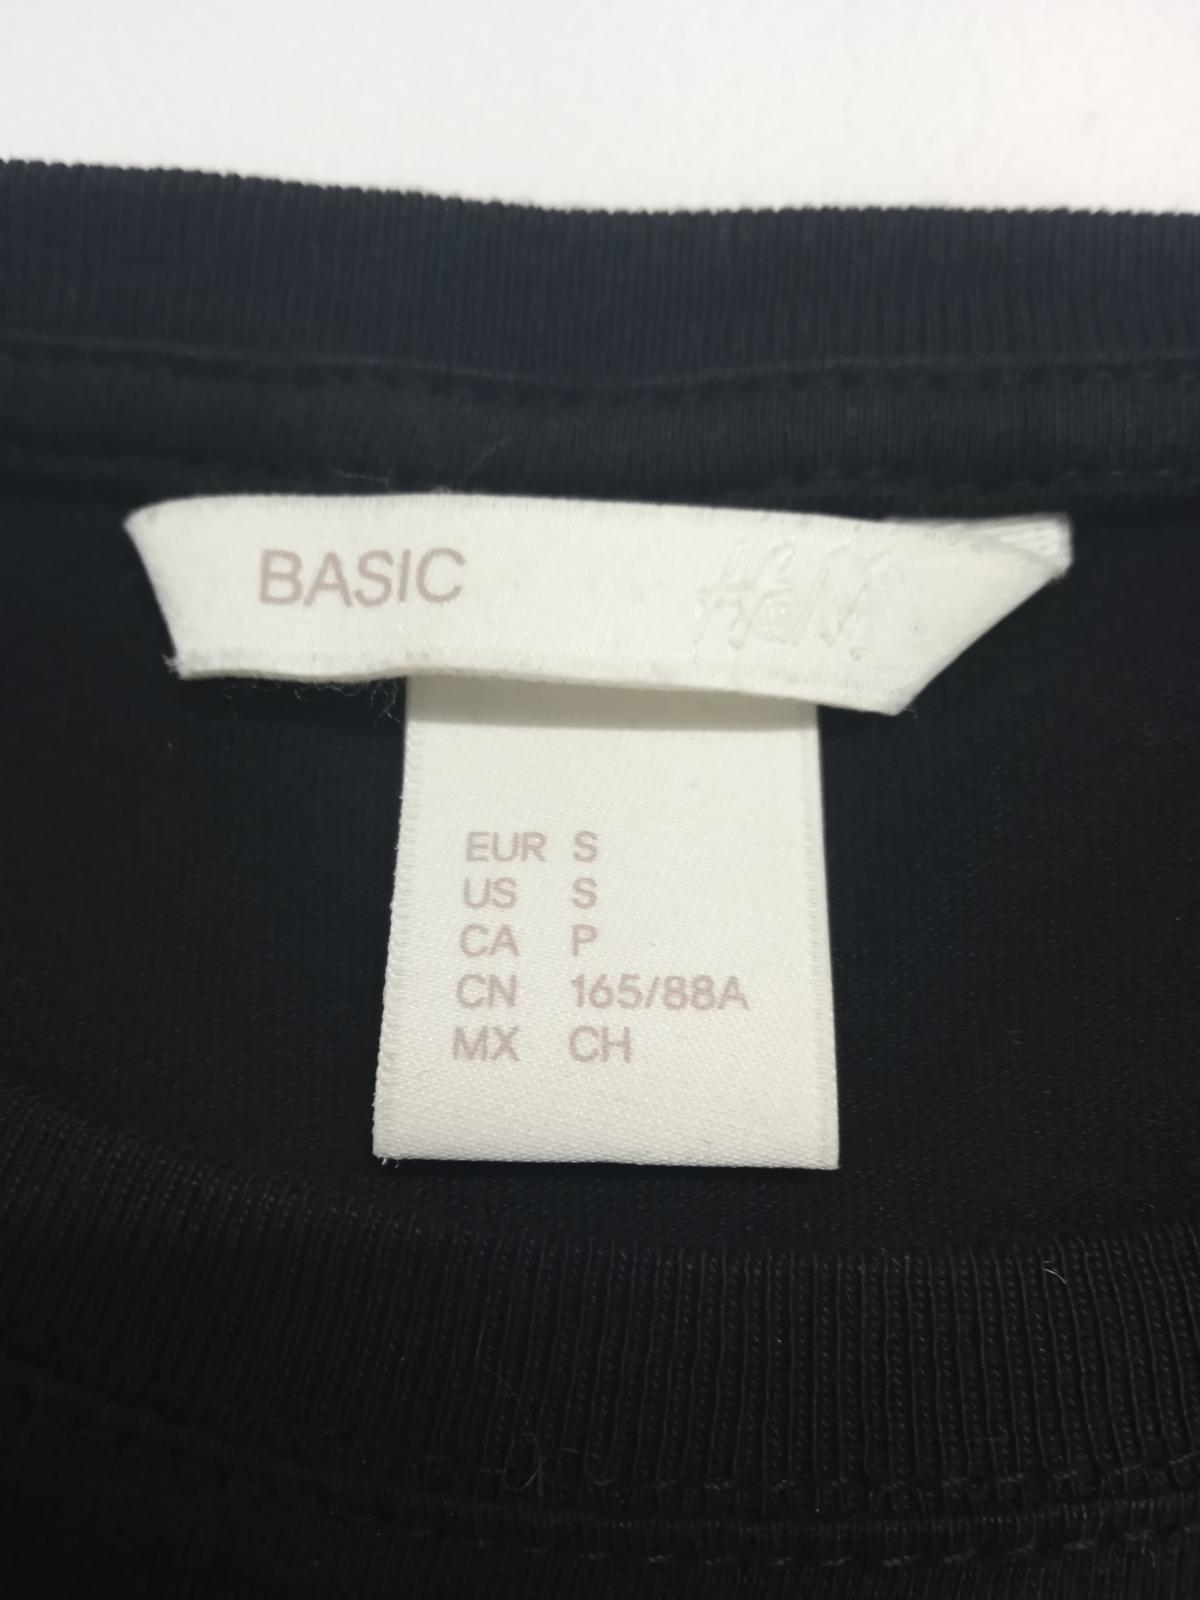 BASIC H&M
EUR S
US S
CA P
CN 165/88A
MX CH